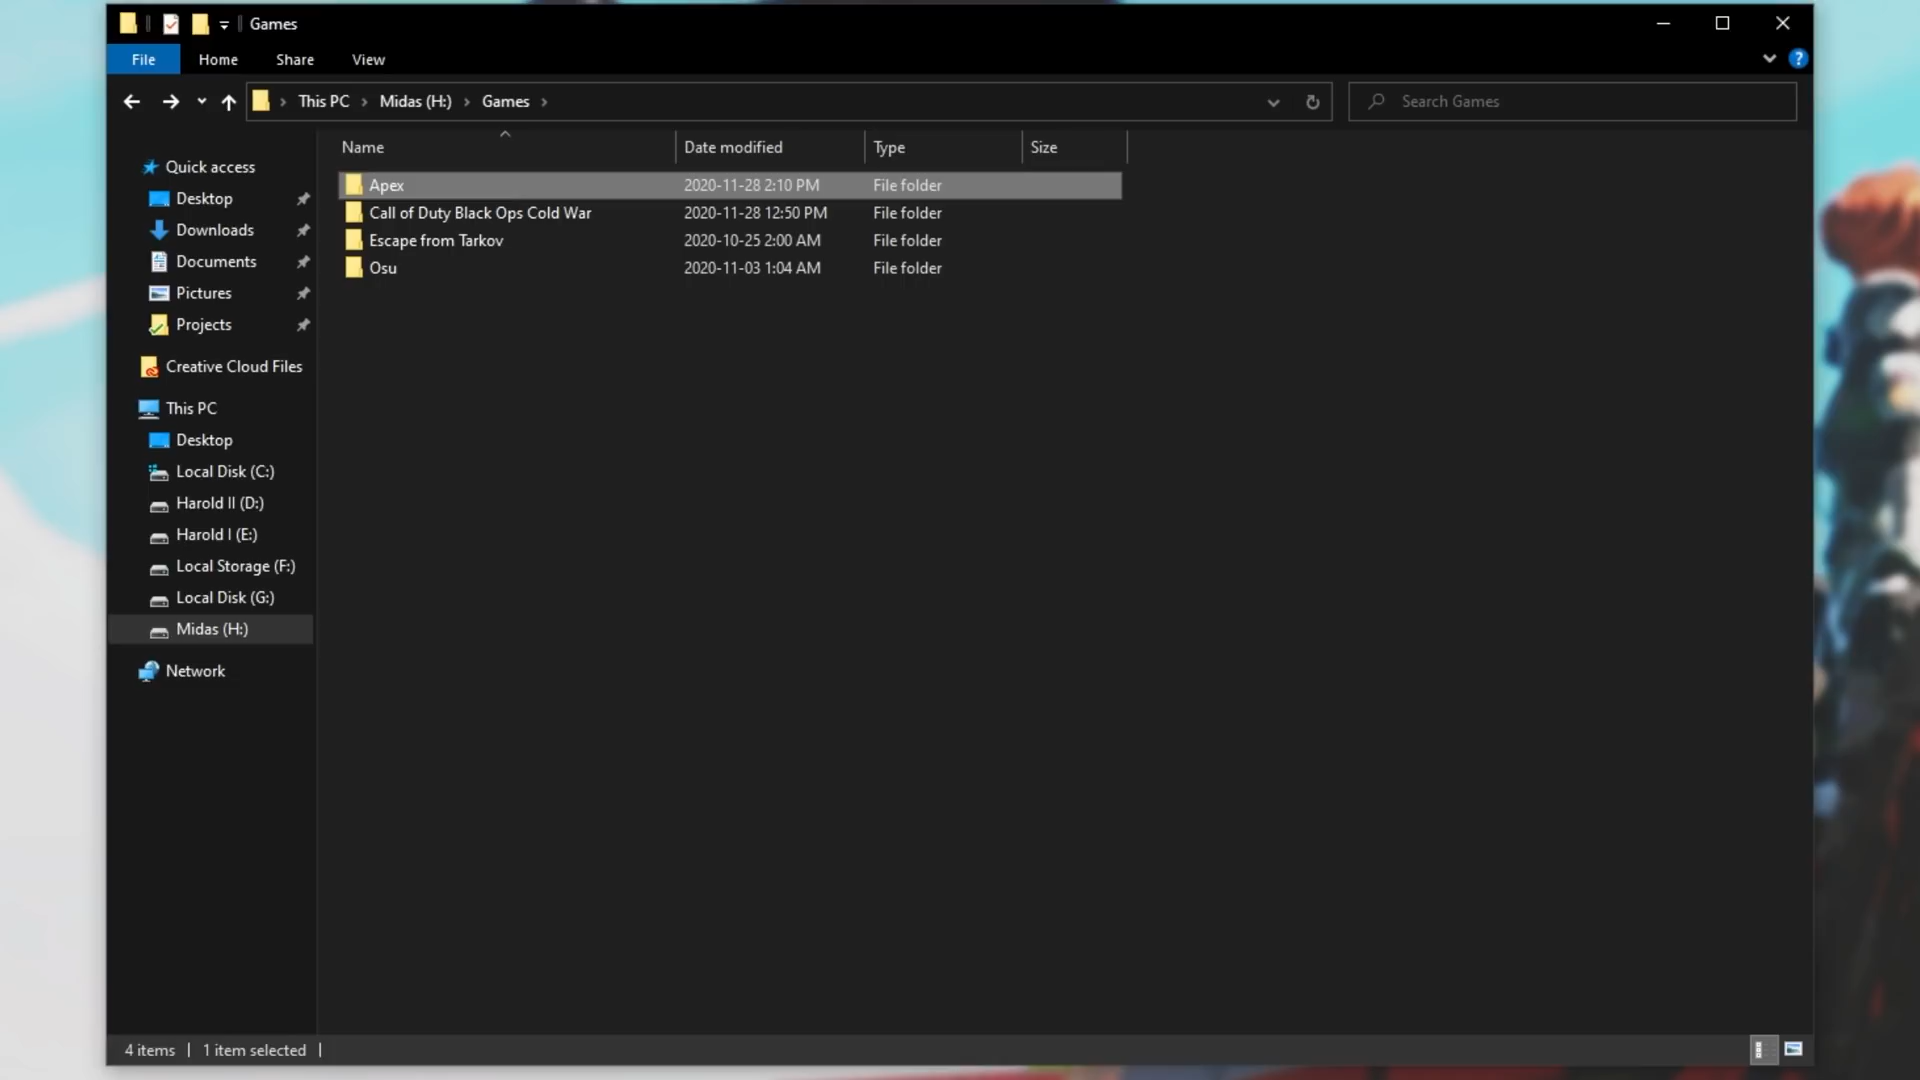 Games
File Home Share View
This PC Midas (H:) Games
Search Games
Name Date modified Type Size
Quick access
Desktop
Downloads
Documents
Pictures
Projects
Creative Cloud Files
This PC
Desktop
Local Disk (C:)
Harold II (D:)
Harold I (E:)
Local Storage (F:)
Local Disk (G:)
Midas (H:)
Network
Apex 2020-11-28 2:10 PM File folder
Call of Duty Black Ops Cold War 2020-11-28 12:50 PM File folder
Escape from Tarkov 2020-10-25 2:00 AM File folder
Osu 2020-11-03 1:04 AM File folder
4 items 1 item selected